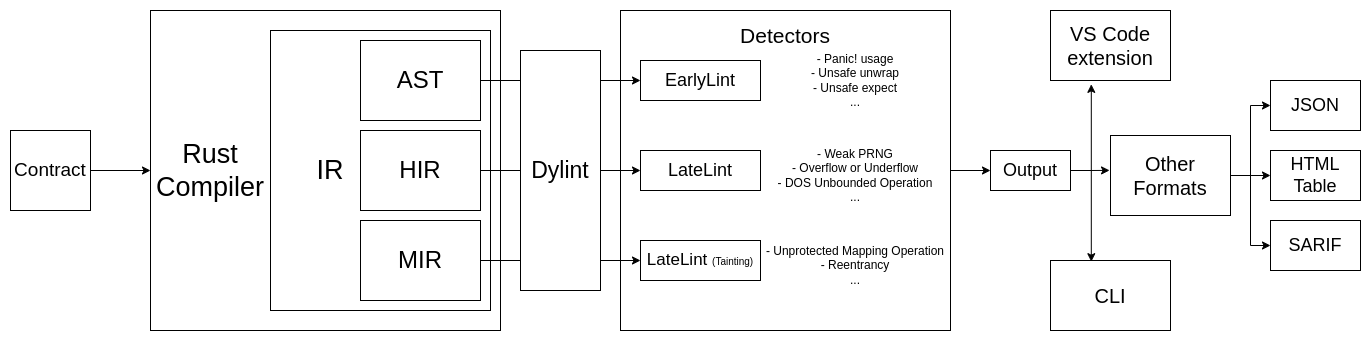 Contract
Rust
Compiler
IR
AST
HIR
MIR
Dylint
Detectors
EarlyLint
- Panic! usage
- Unsafe unwrap
- Unsafe expect
...
LateLint
- Weak PRNG
- Overflow or Underflow
- DOS Unbounded Operation
...
LateLint (Tainting)
- Unprotected Mapping Operation
- Reentrancy
...
Output
VS Code
extension
Other
Formats
CLI
JSON
HTML
Table
SARIF